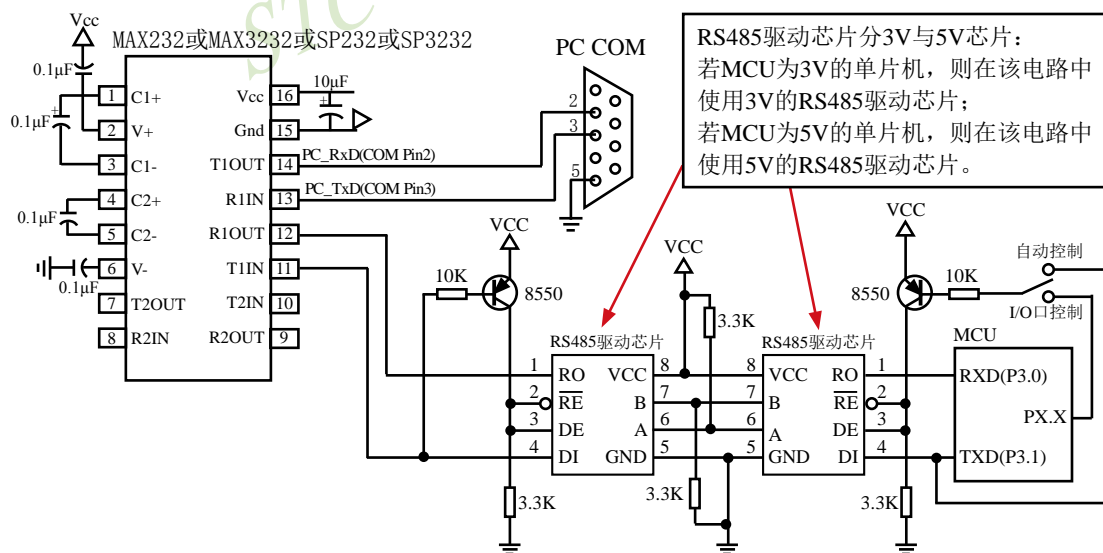 STC
Vcc
MAX232或MAX3232或SP232或SP3232
0.1μF
0.1μF
0.1μF
0.1μF
1 C1+
2 V+
3 C1-
4 C2+
5 C2-
6 V-
7 T2OUT
8 R2IN
Vcc 16
Gnd 15
T1OUT 14
R1IN 13
R1OUT 12
T1IN 11
T2IN 10
R2OUT 9
10μF
PC_RxD(COM Pin2)
PC_TxD(COM Pin3)
PC COM
2
3
5
RS485驱动芯片分3V与5V芯片：
若MCU为3V的单片机，则在该电路中
使用3V的RS485驱动芯片；
若MCU为5V的单片机，则在该电路中
使用5V的RS485驱动芯片。
VCC
10K
8550
3.3K
RS485驱动芯片
1 RO
2 RE
3 DE
4 DI
VCC 8
B 7
A 6
GND 5
VCC
3.3K
3.3K
RS485驱动芯片
8 VCC
7 B
6 A
5 GND
RO 1
RE 2
DE 3
DI 4
VCC
8550
10K
3.3K
自动控制
I/O口控制
MCU
RXD(P3.0)
PX.X
TXD(P3.1)